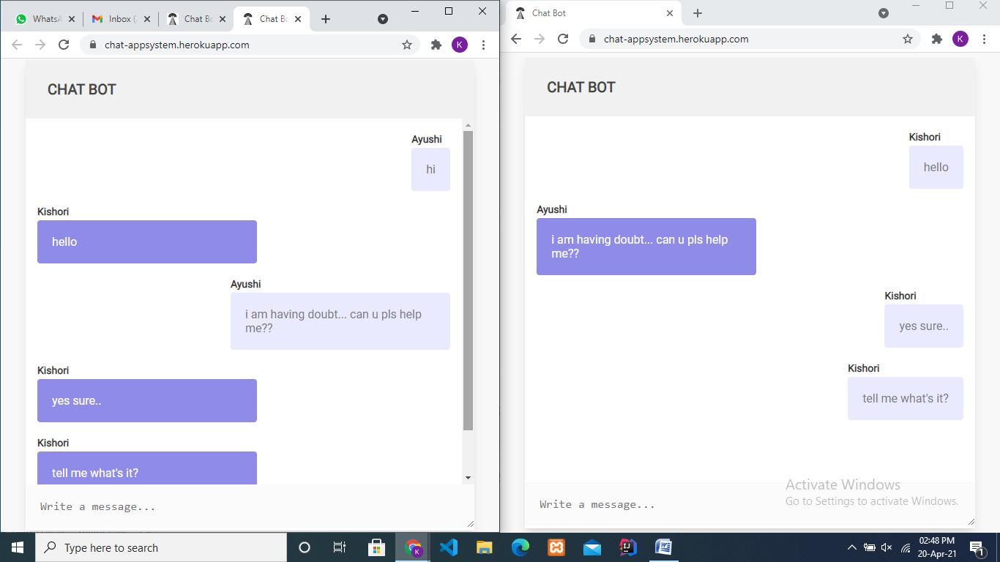 WhatsA
Inbox (
Chat Bo
Chat Bo
chat-appsystem.herokuapp.com
K
CHAT BOT
Ayushi
hi
Kishori
hello
Ayushi
i am having doubt... can u pls help
me??
Kishori
yes sure..
Kishori
tell me what's it?
Write a message...
Chat Bot
chat-appsystem.herokuapp.com
K
CHAT BOT
Kishori
hello
Ayushi
i am having doubt... can u pls help
me??
Kishori
yes sure..
Kishori
tell me what's it?
Write a message...
Activate Windows
Go to Settings to activate Windows.
Type here to search
K
IJ
W
02:48 PM
20-Apr-21
1